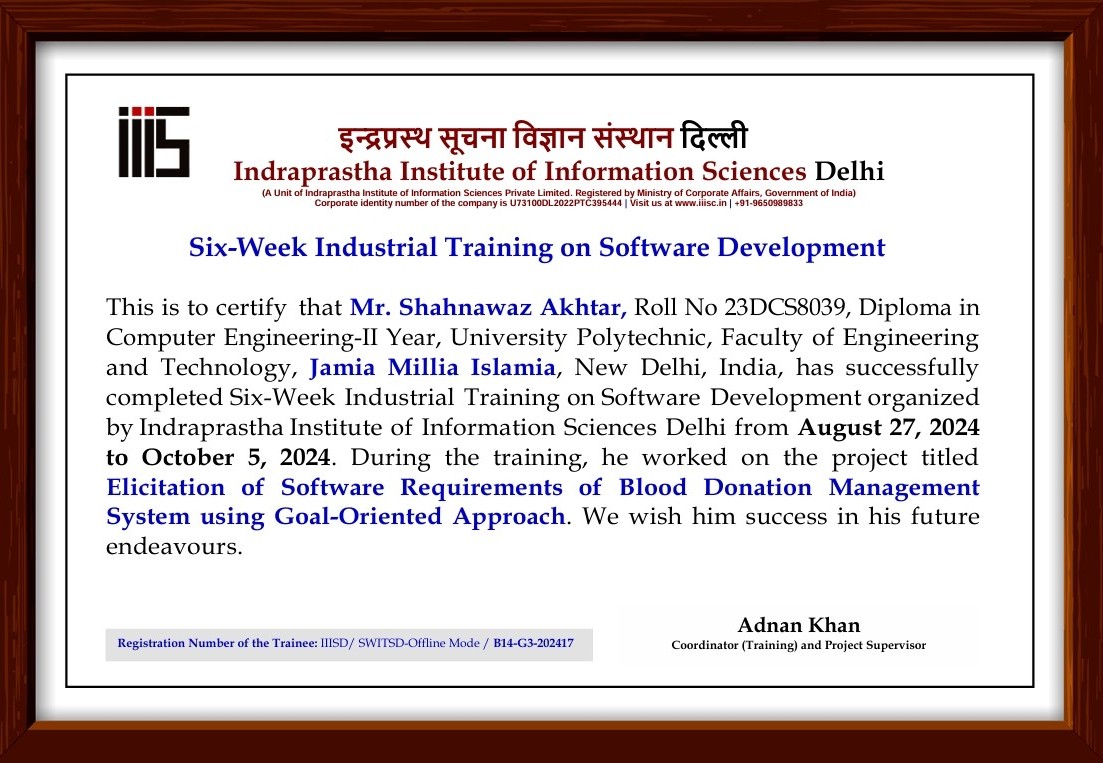 iiis
इन्द्रप्रस्थ सूचना विज्ञान संस्थान दिल्ली
Indraprastha Institute of Information Sciences Delhi
(A Unit of Indraprastha Institute of Information Sciences Private Limited. Registered by Ministry of Corporate Affairs, Government of India)
Corporate identity number of the company is U73100DL2022PTC395444 | Visit us at www.iiisc.in | +91-9650989833
Six-Week Industrial Training on Software Development
This is to certify that Mr. Shahnawaz Akhtar, Roll No 23DCS8039, Diploma in
Computer Engineering-II Year, University Polytechnic, Faculty of Engineering
and Technology, Jamia Millia Islamia, New Delhi, India, has successfully
completed Six-Week Industrial Training on Software Development organized
by Indraprastha Institute of Information Sciences Delhi from August 27, 2024
to October 5, 2024. During the training, he worked on the project titled
Elicitation of Software Requirements of Blood Donation Management
System using Goal-Oriented Approach. We wish him success in his future
endeavours.
Adnan Khan
Coordinator (Training) and Project Supervisor
Registration Number of the Trainee: IIISD/ SWITSD-Offline Mode / B14-G3-202417